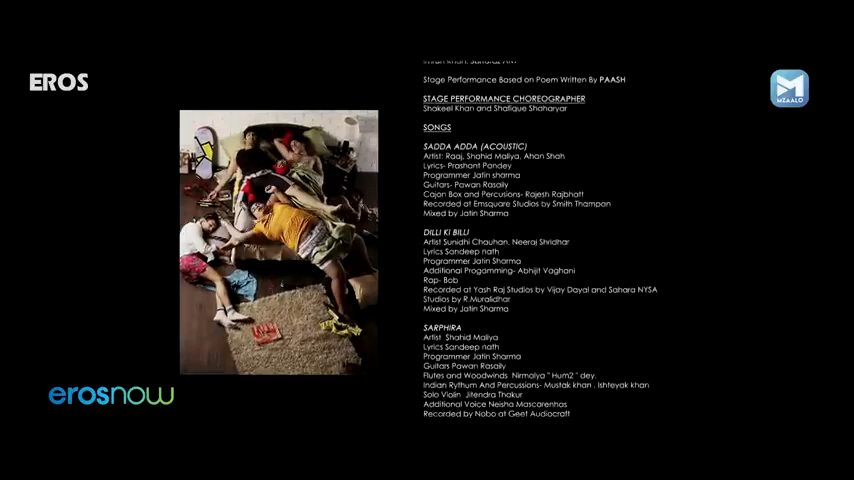 EROS
MZAALO
Stage Performance Based on Poem Written By PAASH
STAGE PERFORMANCE CHOREOGRAPHER
Shakeel Khan and Shafique Shaharyar
SONGS
SADDA ADDA (ACOUSTIC)
Artist: Raaj, Shahid Mallya, Ahan Shah
Lyrics- Prashant Pandey
Programmer Jatin sharma
Guitars- Pawan Rasaily
Cajon Box and Percusions- Rajesh Rajbhatt
Recorded at Emsquare Studios by Smith Thampan
Mixed by Jatin Sharma
DILLI KI BILLI
Artist Sunidhi Chauhan, Neeraj Shridhar
Lyrics Sandeep nath
Programmer Jatin Sharma
Additional Progamming- Abhijit Vaghani
Rap- Bob
Recorded at Yash Raj Studios by Vijay Dayal and Sahara NYSA
Studios by R.Muralidhar
Mixed by Jatin Sharma
SARPHIRA
Artist Shahid Mallya
Lyrics Sandeep nath
Programmer Jatin Sharma
Guitars Pawan Rasaily
Flutes and Woodwinds Nirmalya " Hum2 " dey.
Indian Rythum And Percussions- Mustak khan , Ishteyak khan
Solo Violin Jitendra Thakur
Additional Voice Neisha Mascarenhas
Recorded by Nobo at Geet Audiocraft
erosnow